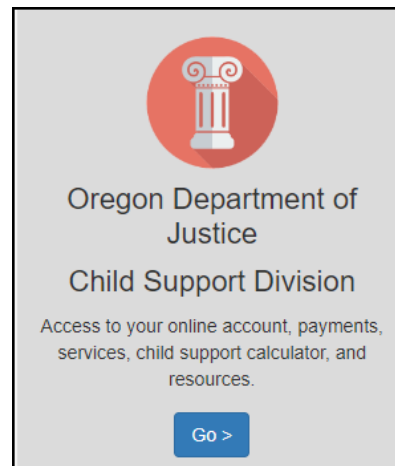 Oregon Department of
Justice
Child Support Division
Access to your online account, payments,
services, child support calculator, and
resources.
Go >